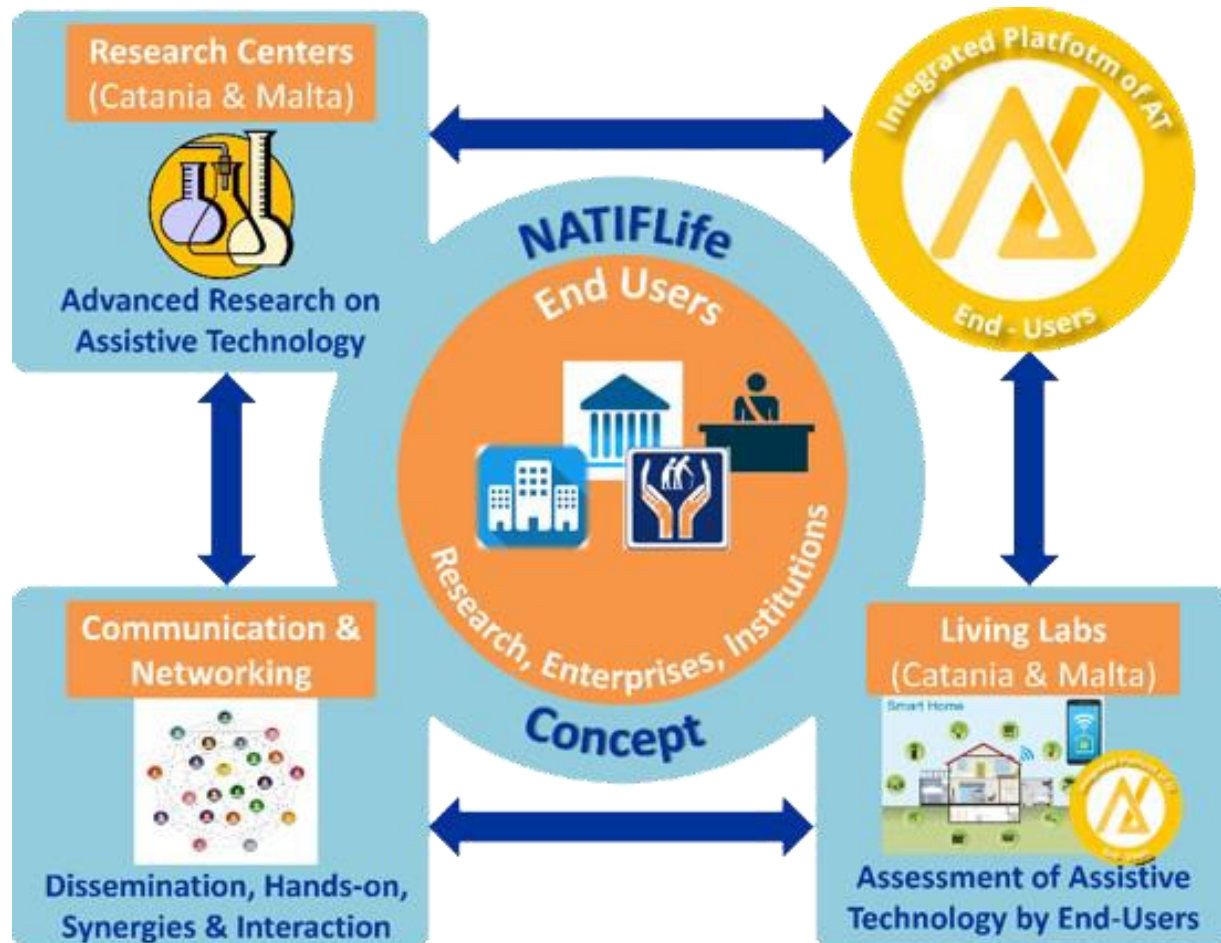 Research Centers
(Catania & Malta)
Advanced Research on
Assistive Technology
Integrated Platfotm of AT
End - Users
NATIFLife
End Users
Research, Enterprises, Institutions
Concept
Communication &
Networking
Dissemination, Hands-on,
Synergies & Interaction
Living Labs
(Catania & Malta)
Smart Home
Assessment of Assistive
Technology by End-Users